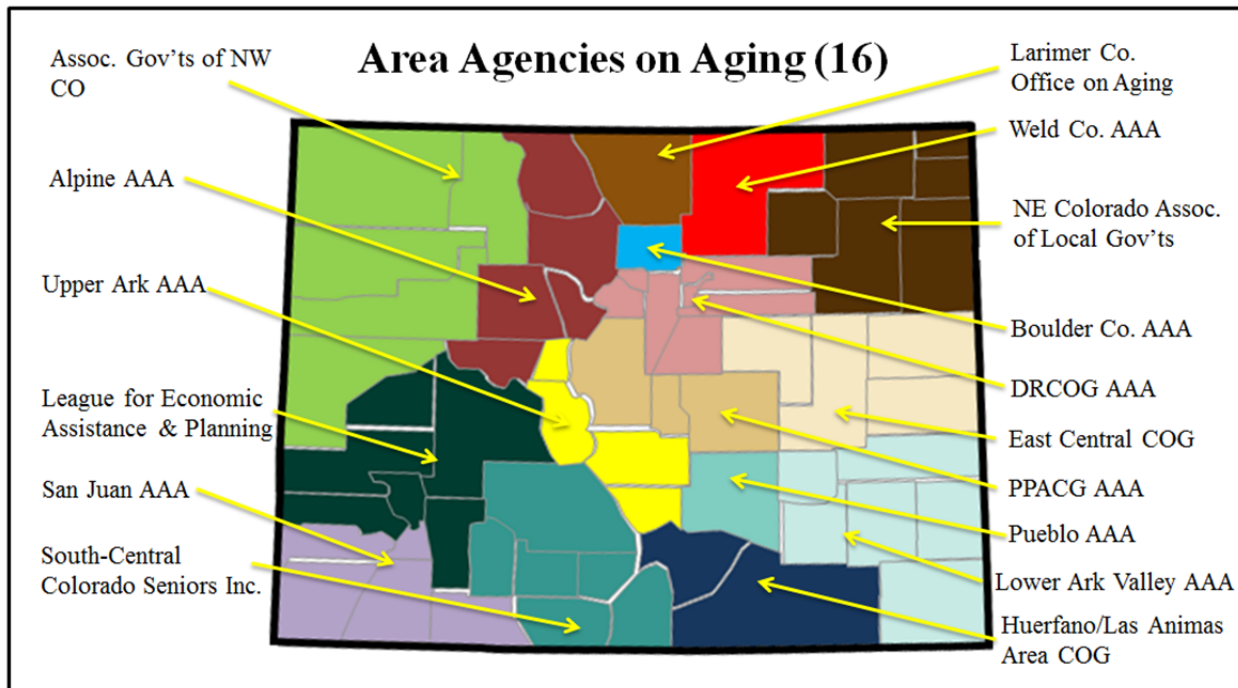 Area Agencies on Aging (16)
Assoc. Gov'ts of NW
CO
Alpine AAA
Upper Ark AAA
League for Economic
Assistance & Planning
San Juan AAA
South-Central
Colorado Seniors Inc.
Larimer Co.
Office on Aging
Weld Co. AAA
NE Colorado Assoc.
of Local Gov'ts
Boulder Co. AAA
DRCOG AAA
East Central COG
PPACG AAA
Pueblo AAA
Lower Ark Valley AAA
Huerfano/Las Animas
Area COG